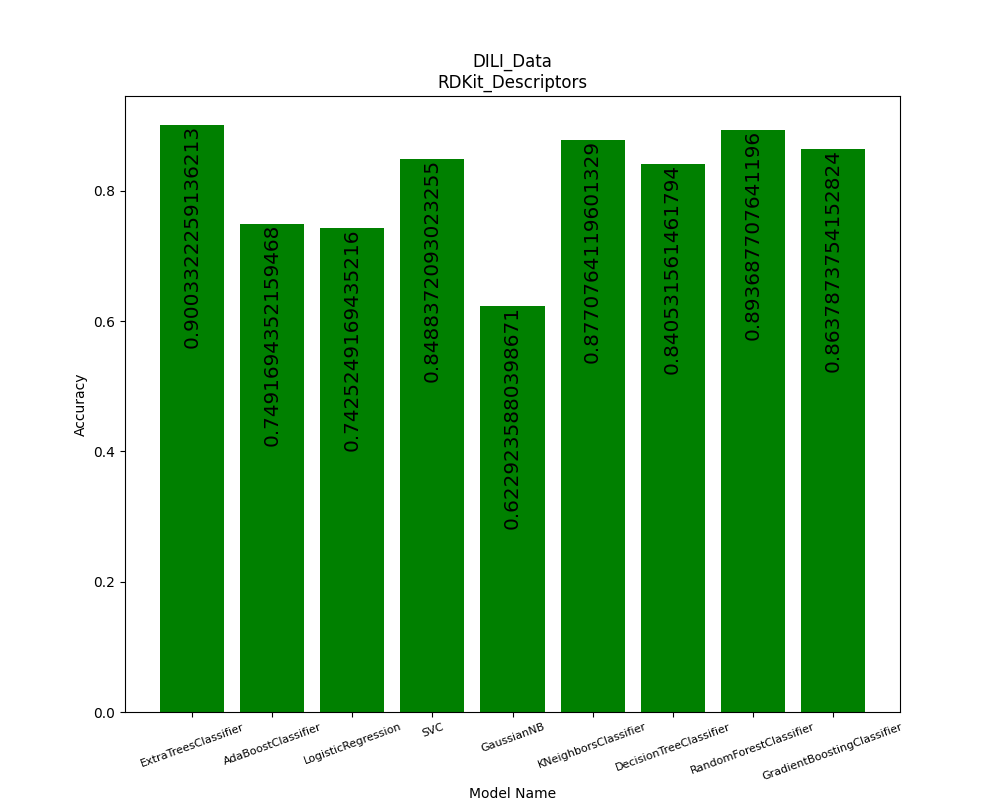 DILI_Data
RDKit_Descriptors
Accuracy
0.8
0.6
0.4
0.2
0.0
0.9003322259136213
0.7491694352159468
0.7425249169435216
0.8488372093023255
0.6229235880398671
0.8770764119601329
0.840531561461794
0.8936877076411960
0.8637873754152824
ExtraTreesClassifier
AdaBoostClassifier
LogisticRegression
SVC
GaussianNB
KNeighborsClassifier
DecisionTreeClassifier
RandomForestClassifier
GradientBoostingClassifier
Model Name